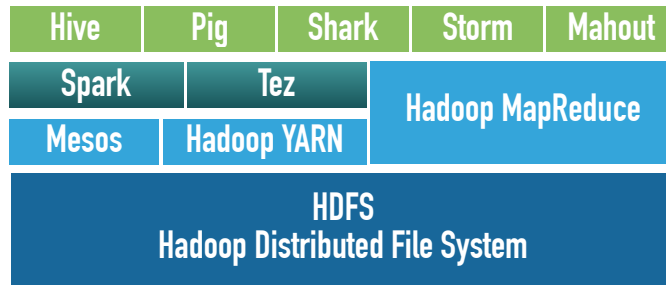 Hive Pig Shark Storm Mahout
Spark Tez
Hadoop MapReduce
Mesos Hadoop YARN
HDFS
Hadoop Distributed File System